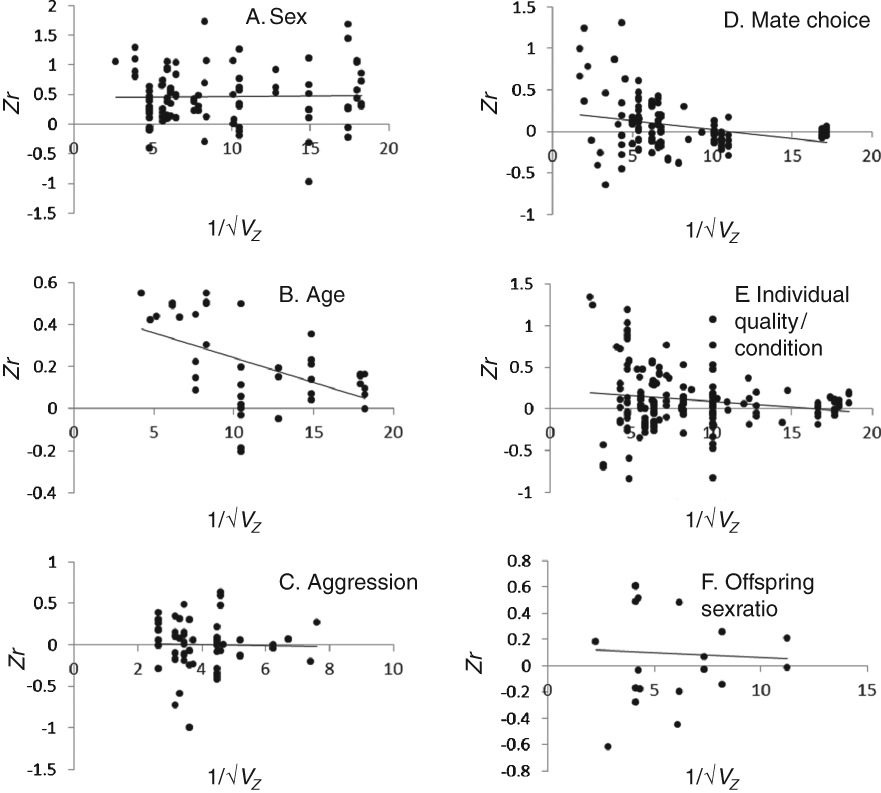 A. Sex
Zr
2
1.5
1
0.5
0
-0.5
-1
-1.5
0 5 10 15 20
1/√VZ
D. Mate choice
Zr
1.5
1
0.5
0
-0.5
-1
0 5 10 15 20
1/√VZ
B. Age
Zr
0.6
0.4
0.2
0
-0.2
-0.4
0 5 10 15 20
1/√VZ
E Individual
quality/
condition
Zr
1.5
1
0.5
0
-0.5
-1
0 5 10 15 20
1/√VZ
C. Aggression
Zr
1
0.5
0
-0.5
-1
-1.5
0 2 4 6 8 10
1/√VZ
F. Offspring
sexratio
Zr
0.8
0.6
0.4
0.2
0
-0.2
-0.4
-0.6
-0.8
0 5 10 15
1/√VZ